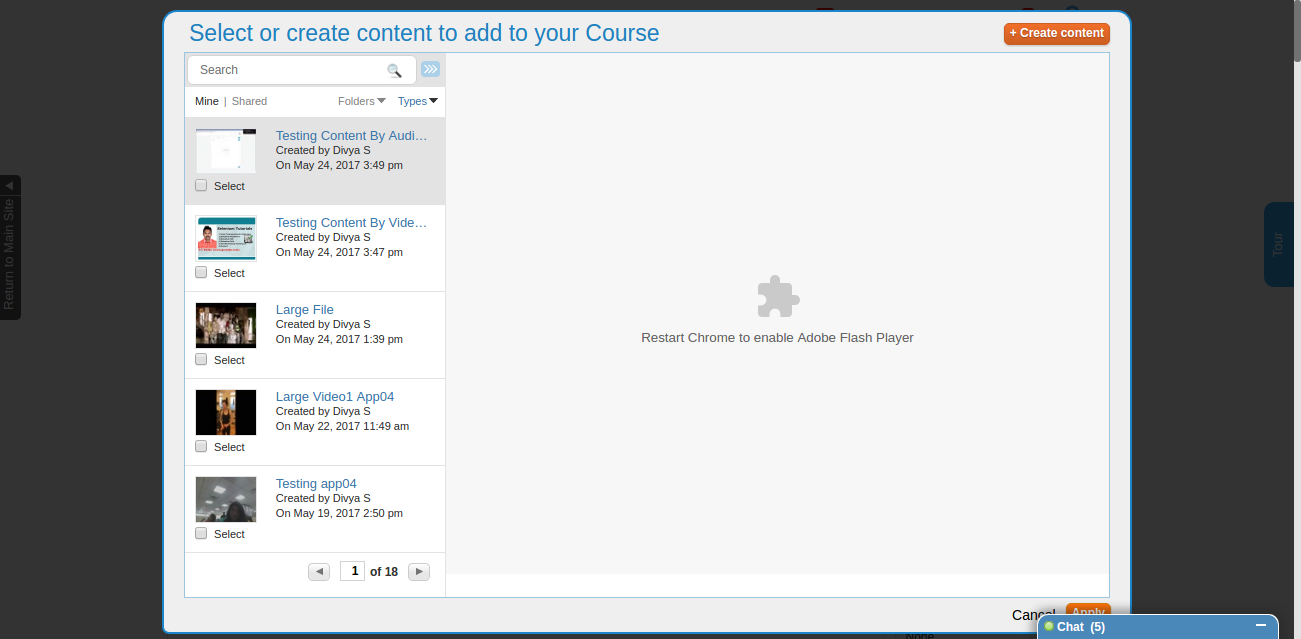 Select or create content to add to your Course
+ Create content
Search
Mine | Shared
Folders
Types
Testing Content By Audi…
Created by Divya S
On May 24, 2017 3:49 pm
Select
Selenium Tutorials
Testing Content By Vide…
Created by Divya S
On May 24, 2017 3:47 pm
Select
Large File
Created by Divya S
On May 24, 2017 1:39 pm
Select
Large Video1 App04
Created by Divya S
On May 22, 2017 11:49 am
Select
Testing app04
Created by Divya S
On May 19, 2017 2:50 pm
Select
1 of 18
Restart Chrome to enable Adobe Flash Player
Return to Main Site
Tour
Cancel
Apply
Chat (5)
None